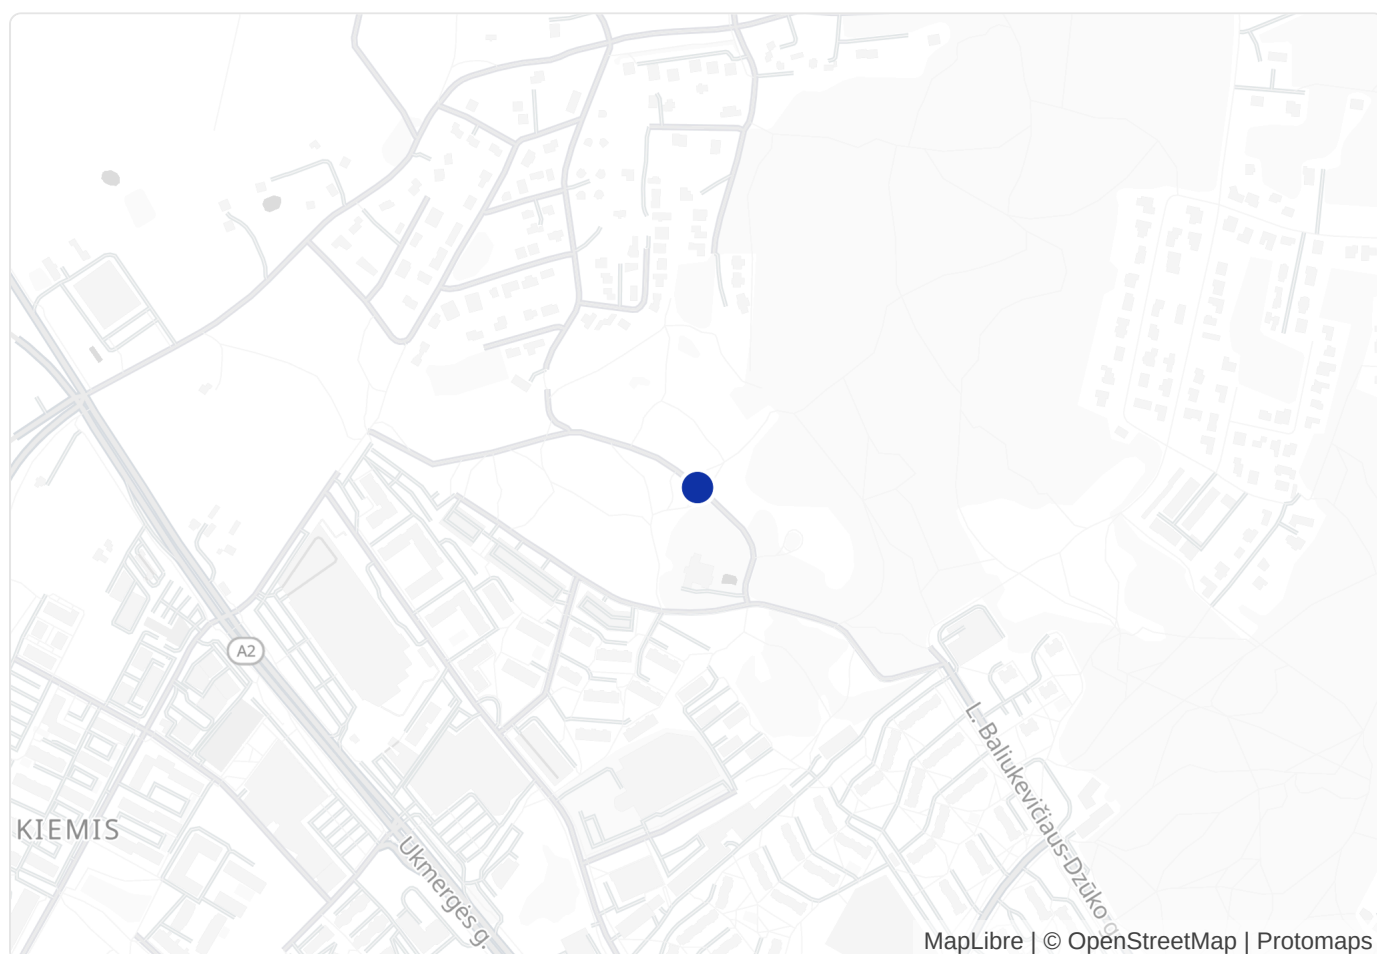 A2
L. Baliukevičiaus-Dzūko g.
KIEMIS
Ukmergės g.
MapLibre | © OpenStreetMap | Protomaps